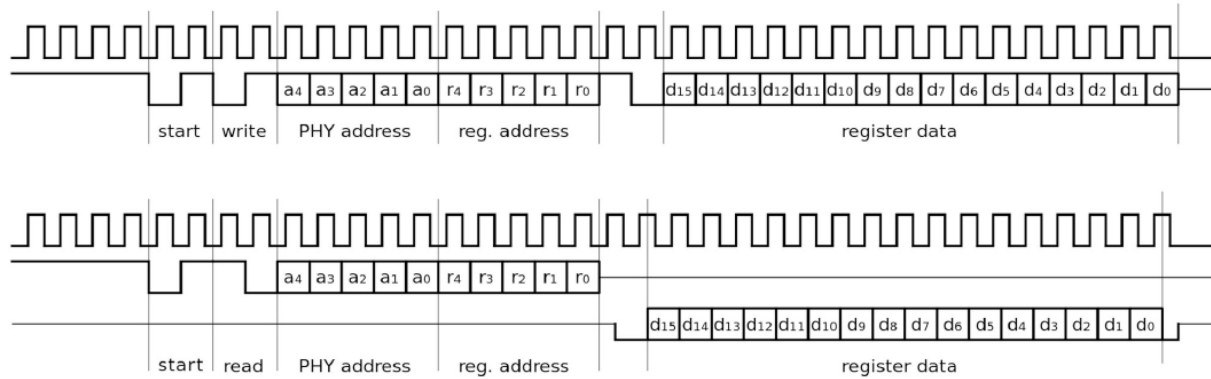 a₄ a₃ a₂ a₁ a₀ r₄ r₃ r₂ r₁ r₀ d₁₅ d₁₄ d₁₃ d₁₂ d₁₁ d₁₀ d₉ d₈ d₇ d₆ d₅ d₄ d₃ d₂ d₁ d₀
start write PHY address reg. address register data
a₄ a₃ a₂ a₁ a₀ r₄ r₃ r₂ r₁ r₀
d₁₅ d₁₄ d₁₃ d₁₂ d₁₁ d₁₀ d₉ d₈ d₇ d₆ d₅ d₄ d₃ d₂ d₁ d₀
start read PHY address reg. address register data